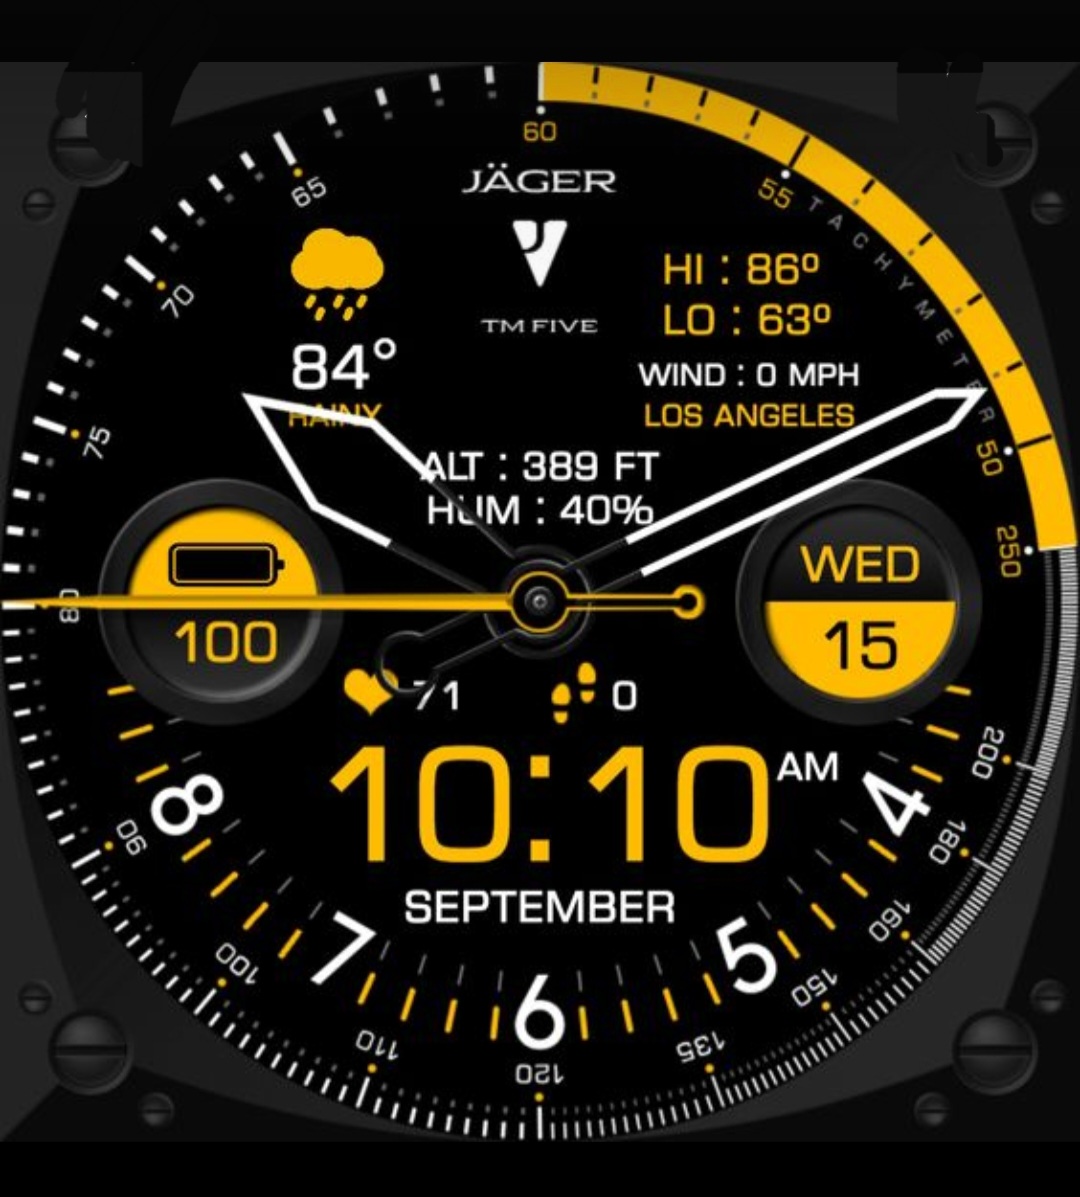 60
JÄGER
TM FIVE
65
70
75
80
90
100
110
120
135
150
160
180
200
250
50
55
TACHYMETER
84°
RAINY
HI : 86º
LO : 63º
WIND : 0 MPH
LOS ANGELES
ALT : 389 FT
HUM : 40%
100
WED
15
71
0
10:10 AM
SEPTEMBER
8
7
6
5
4